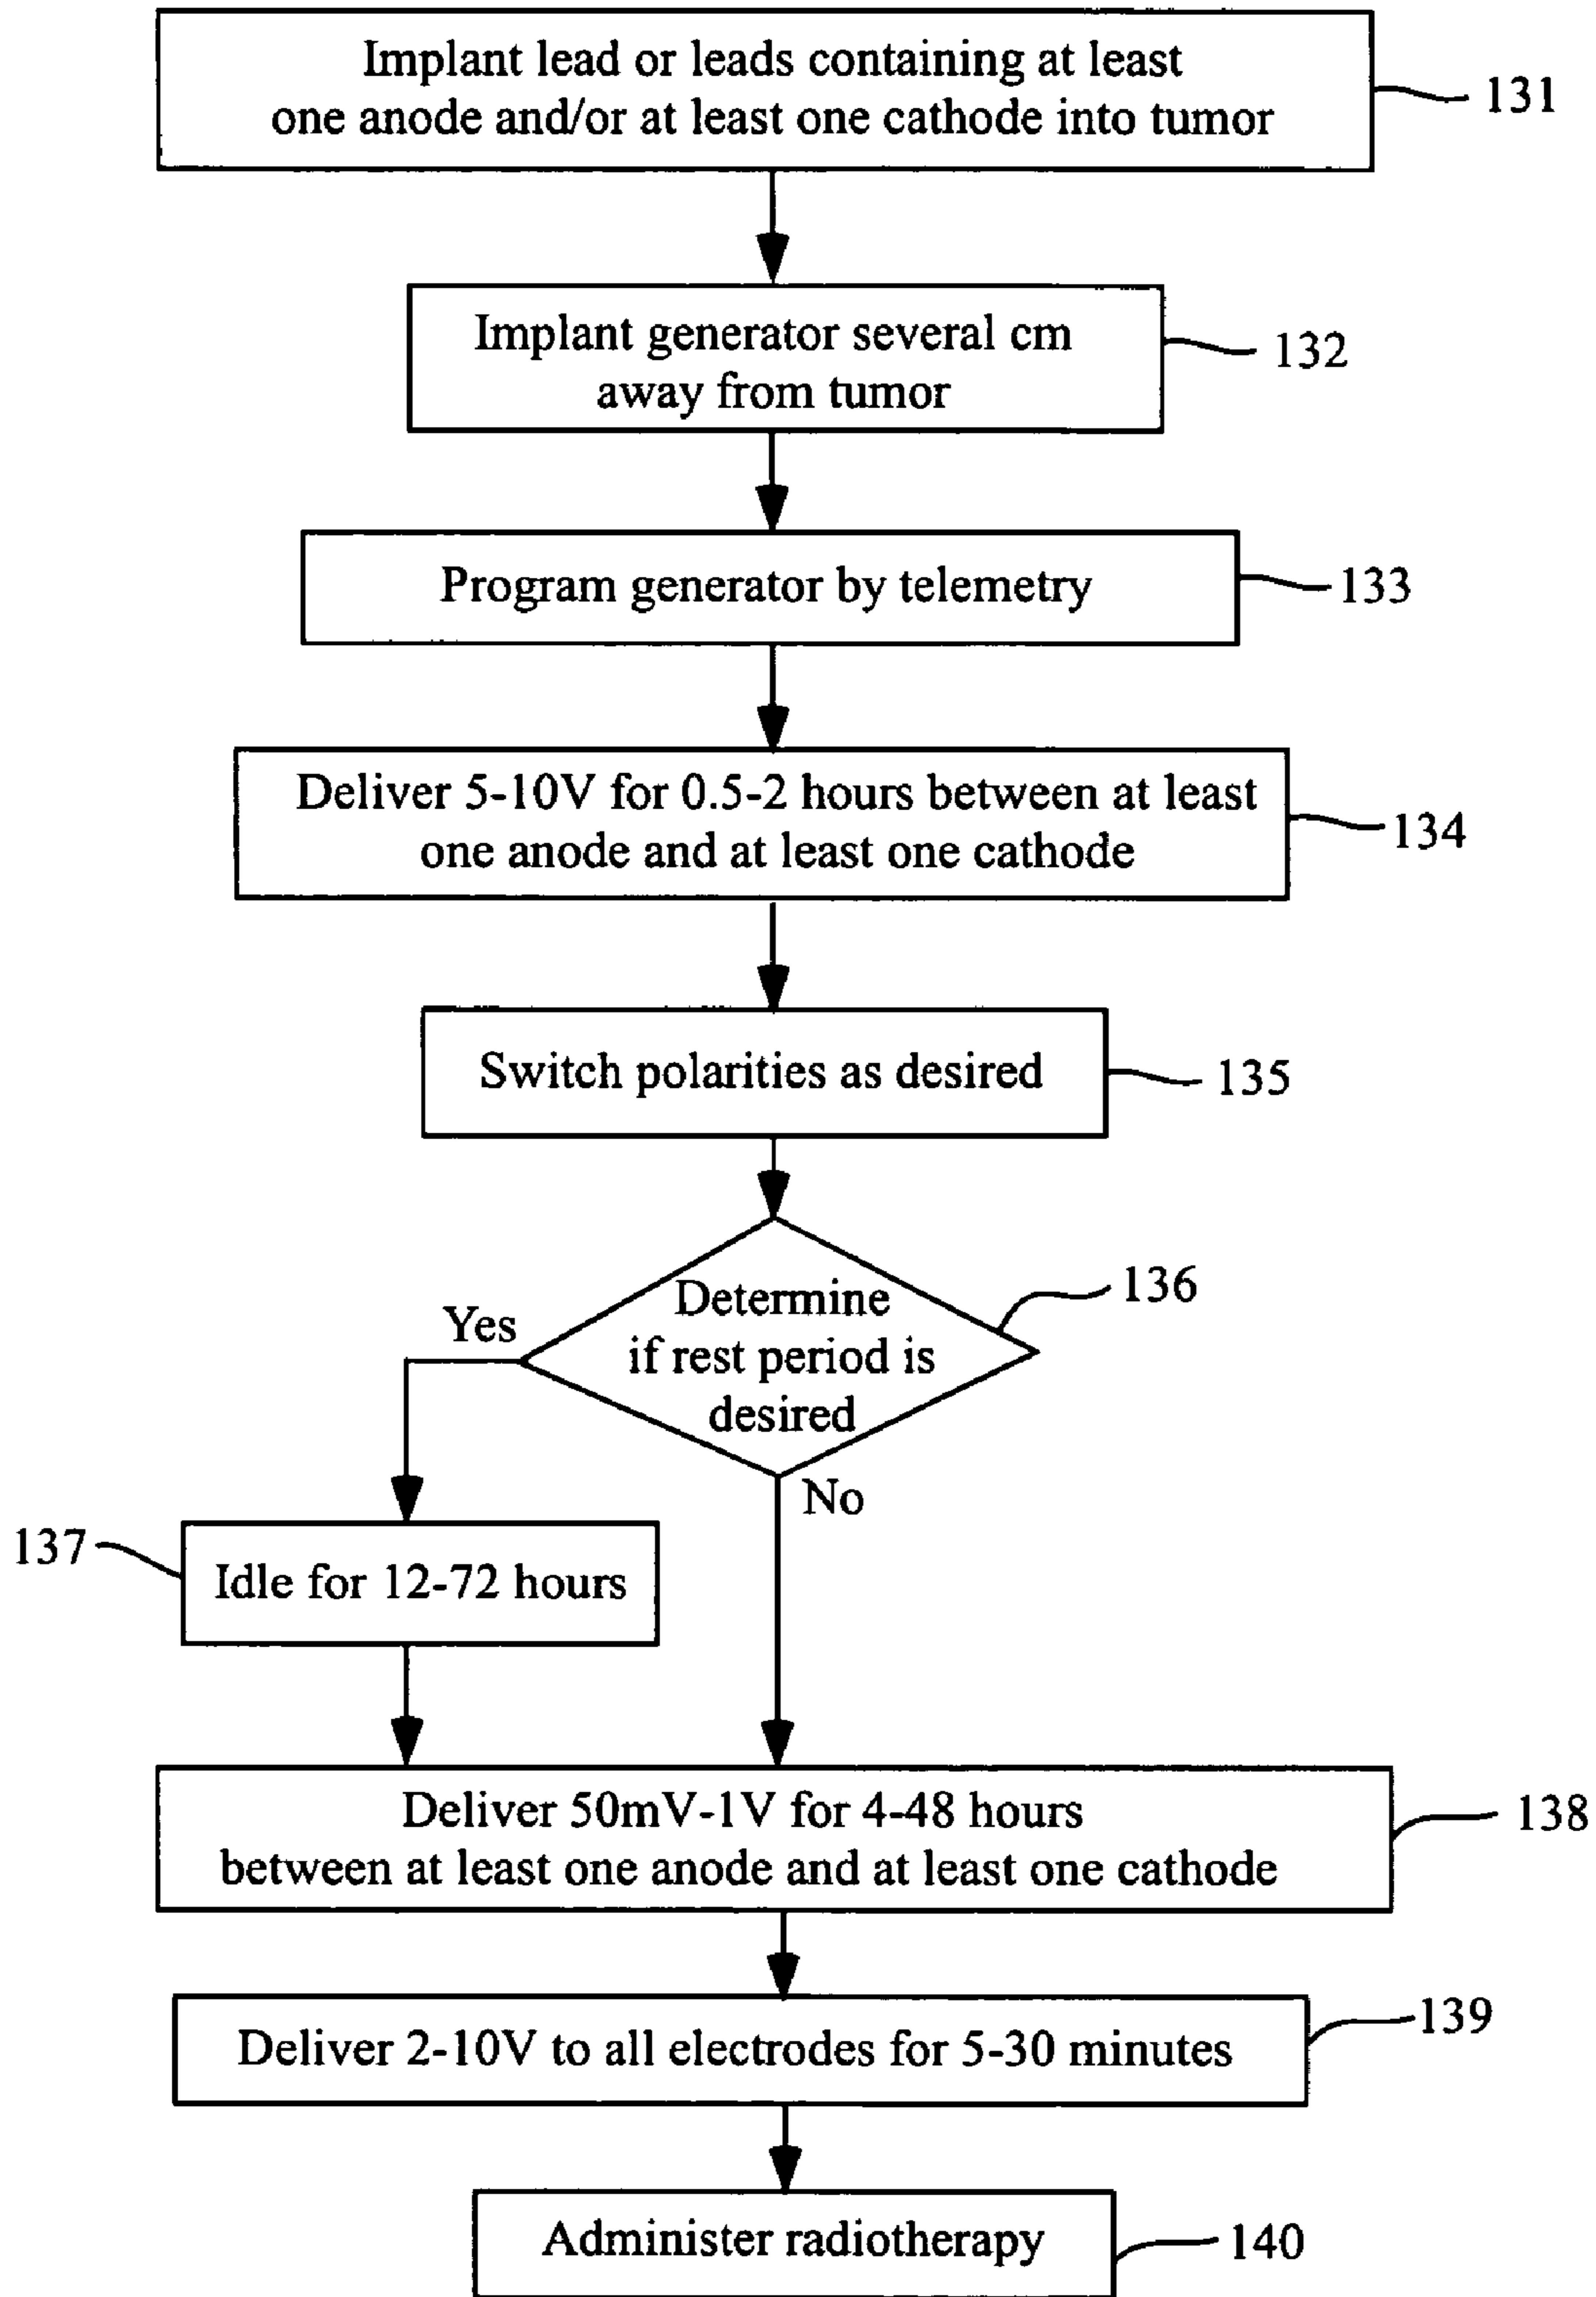 Implant lead or leads containing at least
one anode and/or at least one cathode into tumor
131
Implant generator several cm
away from tumor
132
Program generator by telemetry
133
Deliver 5-10V for 0.5-2 hours between at least
one anode and at least one cathode
134
Switch polarities as desired
135
136
Determine
if rest period is
desired
Yes
No
137
Idle for 12-72 hours
Deliver 50mV-1V for 4-48 hours
between at least one anode and at least one cathode
138
Deliver 2-10V to all electrodes for 5-30 minutes
139
Administer radiotherapy
140